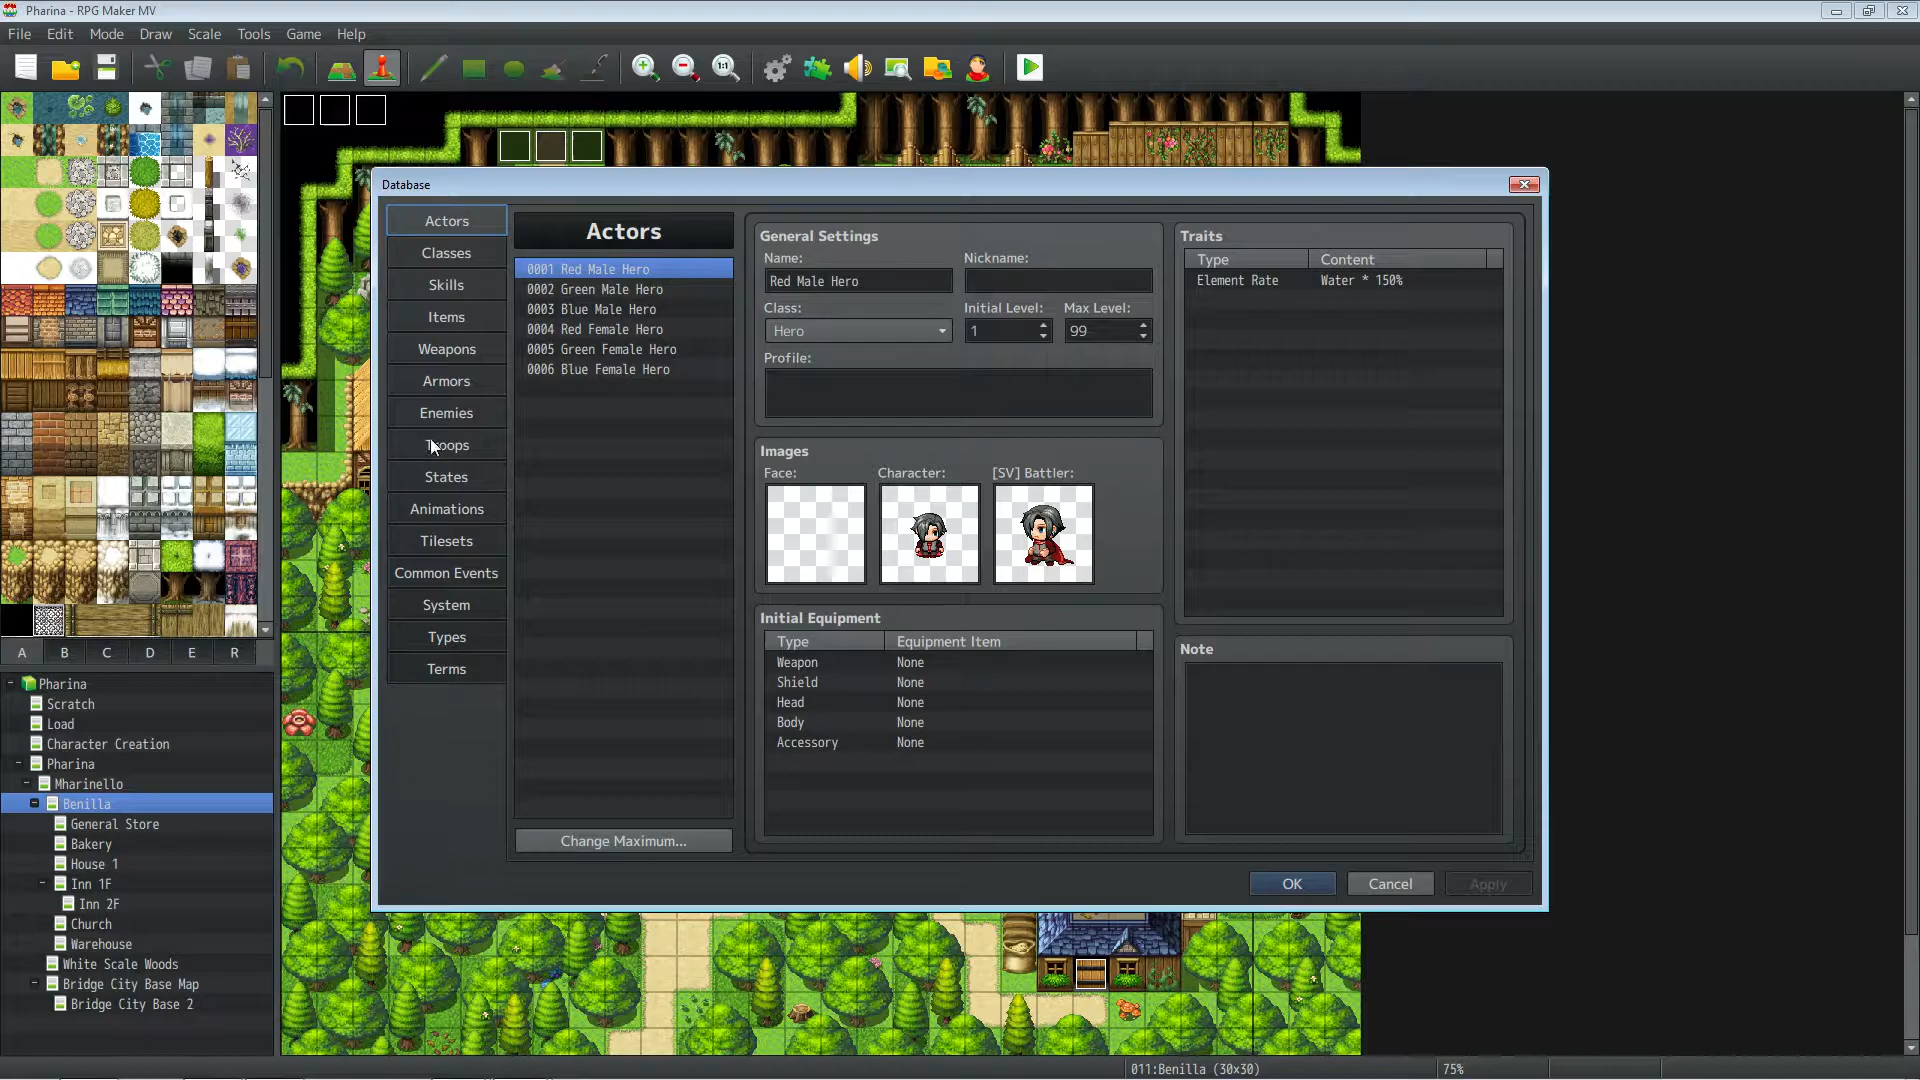 Pharina - RPG Maker MV
File Edit Mode Draw Scale Tools Game Help
1:1
Database
Actors
Classes
Skills
Items
Weapons
Armors
Enemies
Troops
States
Animations
Tilesets
Common Events
System
Types
Terms
Actors
0001 Red Male Hero
0002 Green Male Hero
0003 Blue Male Hero
0004 Red Female Hero
0005 Green Female Hero
0006 Blue Female Hero
Change Maximum...
General Settings
Name: Nickname:
Red Male Hero
Class: Initial Level: Max Level:
Hero 1 99
Profile:
Images
Face: Character: [SV] Battler:
Initial Equipment
Type Equipment Item
Weapon None
Shield None
Head None
Body None
Accessory None
Traits
Type Content
Element Rate Water * 150%
Note
OK Cancel Apply
A B C D E R
Pharina
Scratch
Load
Character Creation
Pharina
Mharinello
Benilla
General Store
Bakery
House 1
Inn 1F
Inn 2F
Church
Warehouse
White Scale Woods
Bridge City Base Map
Bridge City Base 2
011:Benilla (30x30) 75%